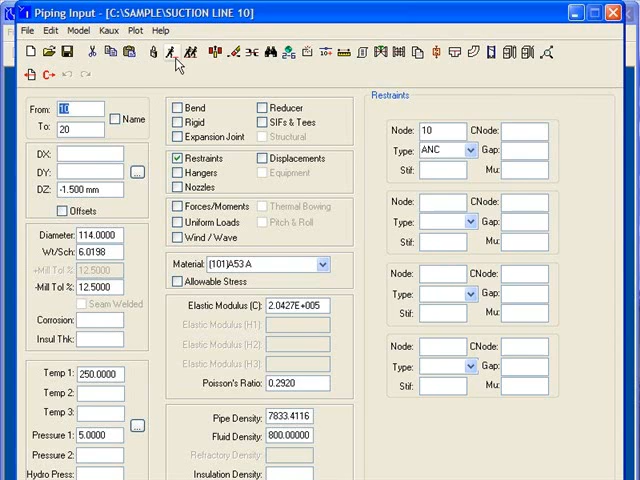 Piping Input - [C:\SAMPLE\SUCTION LINE 10]
File Edit Model Kaux Plot Help
From: 10
To: 20
Name
DX:
DY:
...
DZ: -1.500 mm
Offsets
Diameter: 114.0000
Wt/Sch: 6.0198
+Mill Tol %: 12.5000
-Mill Tol %: 12.5000
Seam Welded
Corrosion:
Insul Thk:
Temp 1: 250.0000
Temp 2:
Temp 3:
...
Pressure 1: 5.0000
Pressure 2:
Hydro Press:
Bend Reducer
Rigid SIFs & Tees
Expansion Joint Structural
Restraints Displacements
Hangers Equipment
Nozzles
Forces/Moments Thermal Bowing
Uniform Loads Pitch & Roll
Wind / Wave
Material: (101)A53 A
Allowable Stress
Elastic Modulus (C): 2.0427E+005
Elastic Modulus (H1):
Elastic Modulus (H2):
Elastic Modulus (H3):
Poisson's Ratio: 0.2920
Pipe Density: 7833.4116
Fluid Density: 800.00000
Refractory Density:
Insulation Density:
Restraints
Node: 10 CNode:
Type: ANC Gap:
Stif: Mu:
Node: CNode:
Type: Gap:
Stif: Mu:
Node: CNode:
Type: Gap:
Stif: Mu:
Node: CNode:
Type: Gap:
Stif: Mu: